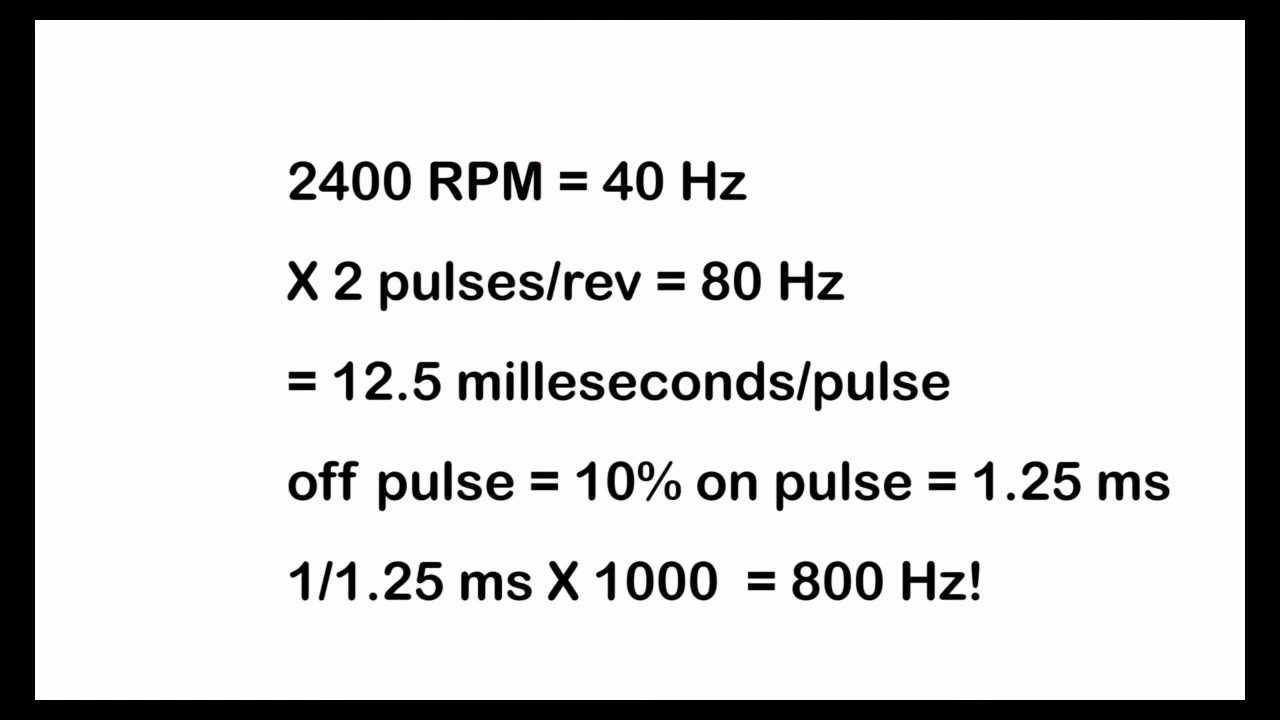 2400 RPM = 40 Hz
X 2 pulses/rev = 80 Hz
= 12.5 milleseconds/pulse
off pulse = 10% on pulse = 1.25 ms
1/1.25 ms X 1000 = 800 Hz!